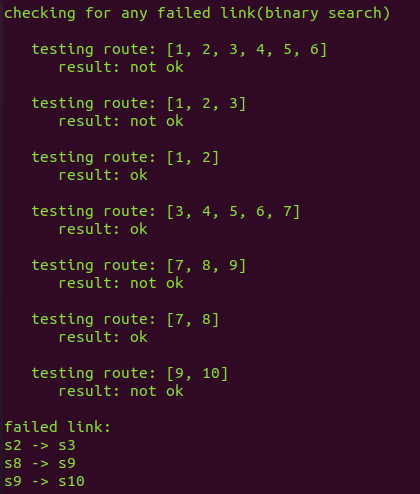 checking for any failed link(binary search)
testing route: [1, 2, 3, 4, 5, 6]
result: not ok
testing route: [1, 2, 3]
result: not ok
testing route: [1, 2]
result: ok
testing route: [3, 4, 5, 6, 7]
result: ok
testing route: [7, 8, 9]
result: not ok
testing route: [7, 8]
result: ok
testing route: [9, 10]
result: not ok
failed link:
s2 -> s3
s8 -> s9
s9 -> s10